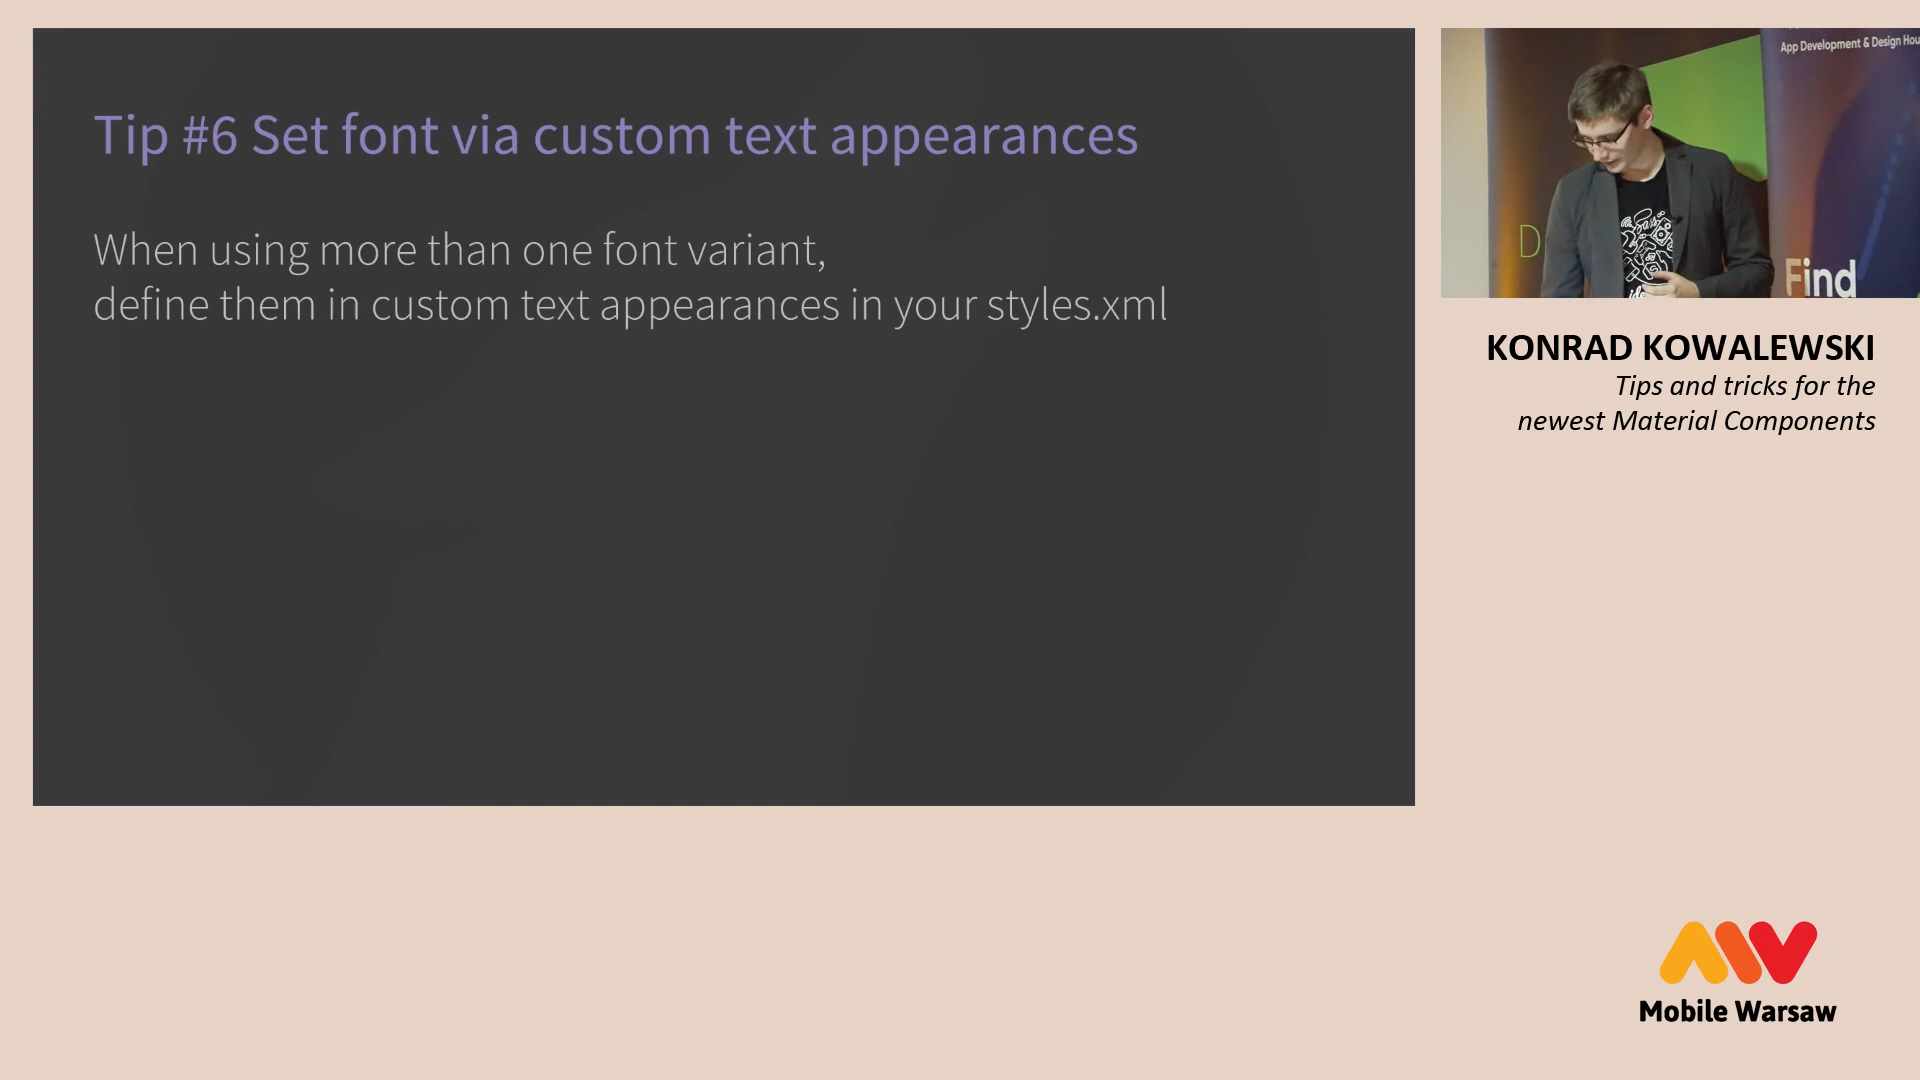 Tip #6 Set font via custom text appearances
When using more than one font variant,
define them in custom text appearances in your styles.xml
App Development & Design Hou
D
Find
KONRAD KOWALEWSKI
Tips and tricks for the
newest Material Components
Mobile Warsaw